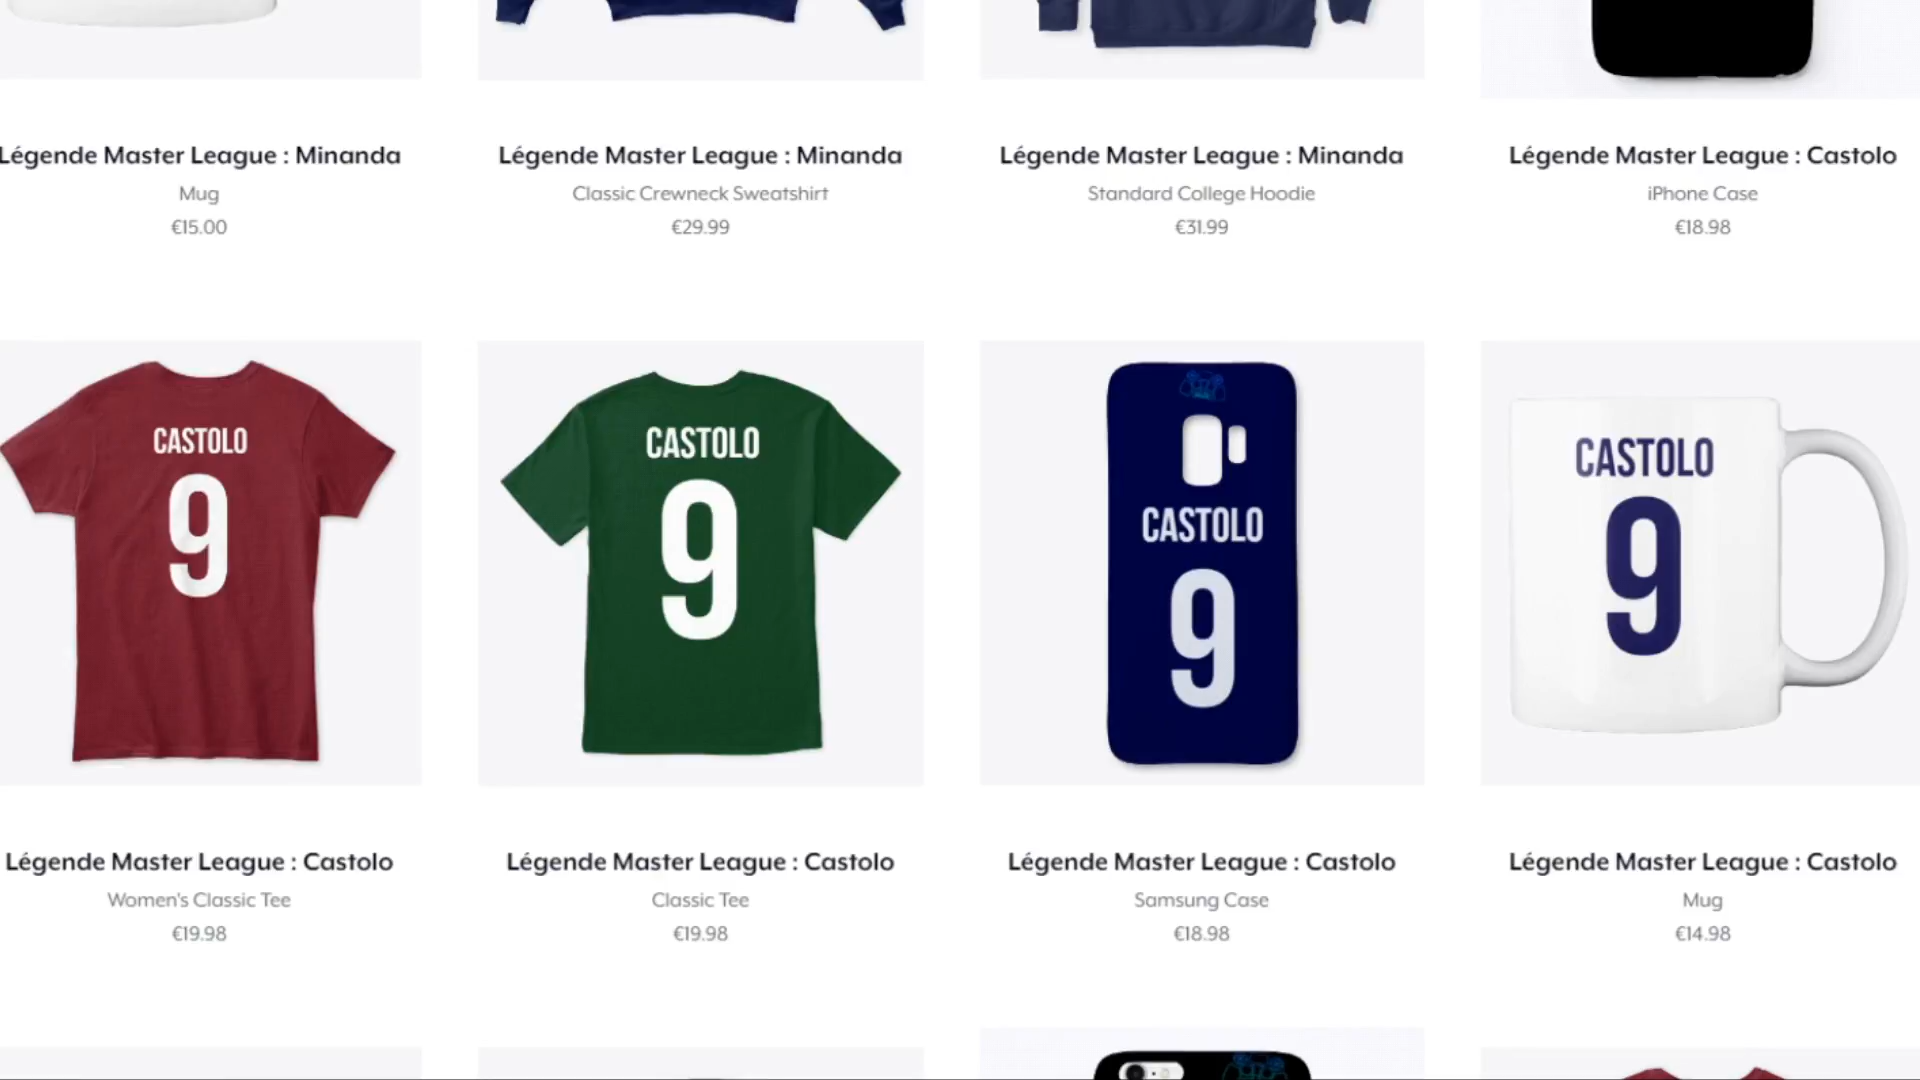 Légende Master League : Minanda
Mug
€15.00
Légende Master League : Minanda
Classic Crewneck Sweatshirt
€29.99
Légende Master League : Minanda
Standard College Hoodie
€31.99
Légende Master League : Castolo
iPhone Case
€18.98
CASTOLO
9
Légende Master League : Castolo
Women's Classic Tee
€19.98
CASTOLO
9
Légende Master League : Castolo
Classic Tee
€19.98
CASTOLO
9
Légende Master League : Castolo
Samsung Case
€18.98
CASTOLO
9
Légende Master League : Castolo
Mug
€14.98